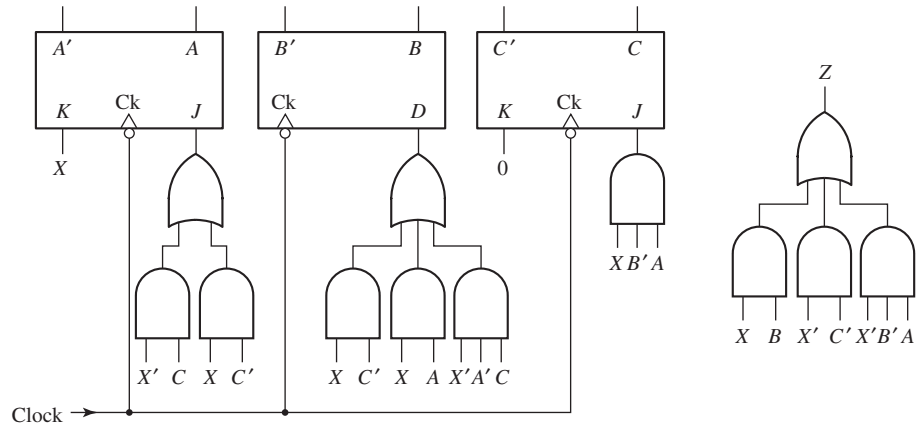 A′ A B′ B C′ C
Z
K Ck J Ck D K Ck J
X 0
X B′ A
X B X′ C′ X′ B′ A
X′ C X C′ X C′ X A X′ A′ C
Clock